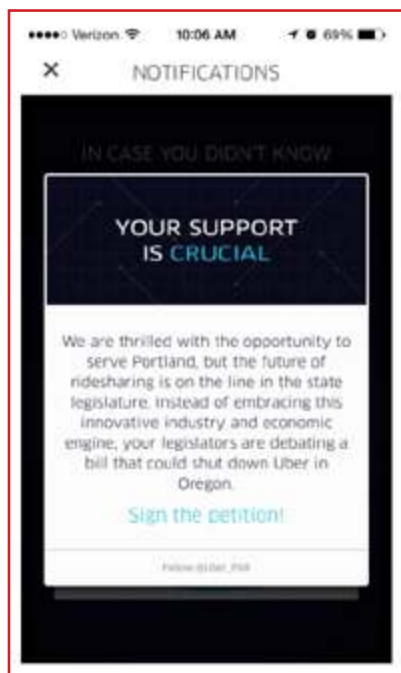 Verizon 10:06 AM 69%
× NOTIFICATIONS
IN CASE YOU DIDN'T KNOW
YOUR SUPPORT
IS CRUCIAL
We are thrilled with the opportunity to
serve Portland, but the future of
ridesharing is on the line in the state
legislature. Instead of embracing this
innovative industry and economic
engine, your legislators are debating a
bill that could shut down Uber in
Oregon.
Sign the petition!
Follow @Uber_PDX